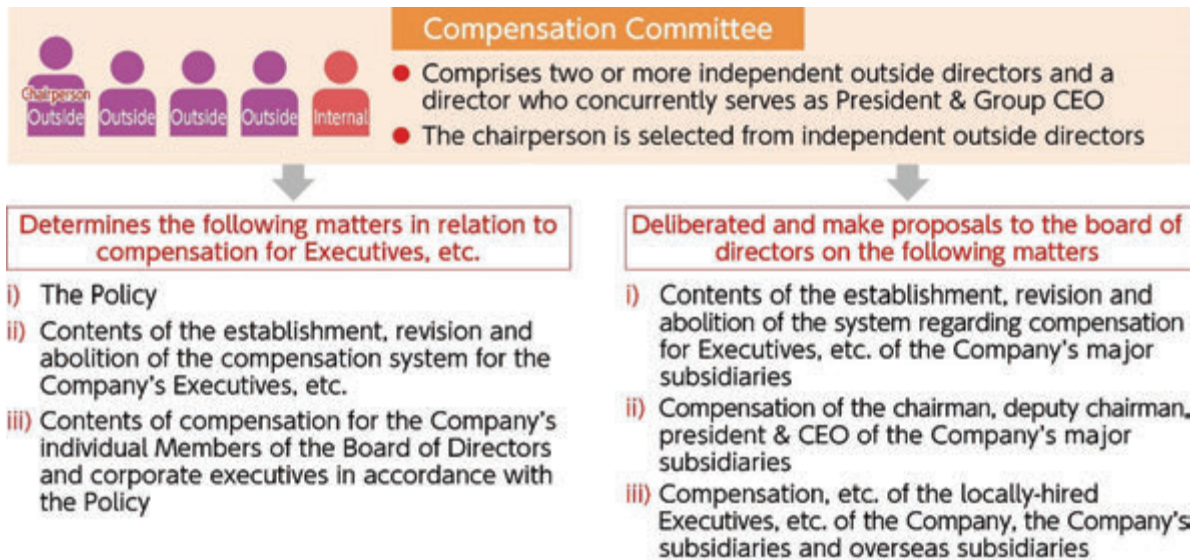 Compensation Committee
Chairperson
Outside
Outside
Outside
Outside
Internal
● Comprises two or more independent outside directors and a
director who concurrently serves as President & Group CEO
● The chairperson is selected from independent outside directors
Determines the following matters in relation to
compensation for Executives, etc.
i) The Policy
ii) Contents of the establishment, revision and
abolition of the compensation system for the
Company's Executives, etc.
iii) Contents of compensation for the Company's
individual Members of the Board of Directors
and corporate executives in accordance with
the Policy
Deliberated and make proposals to the board of
directors on the following matters
i) Contents of the establishment, revision and
abolition of the system regarding compensation
for Executives, etc. of the Company's major
subsidiaries
ii) Compensation of the chairman, deputy chairman,
president & CEO of the Company's major
subsidiaries
iii) Compensation, etc. of the locally-hired
Executives, etc. of the Company, the Company's
subsidiaries and overseas subsidiaries